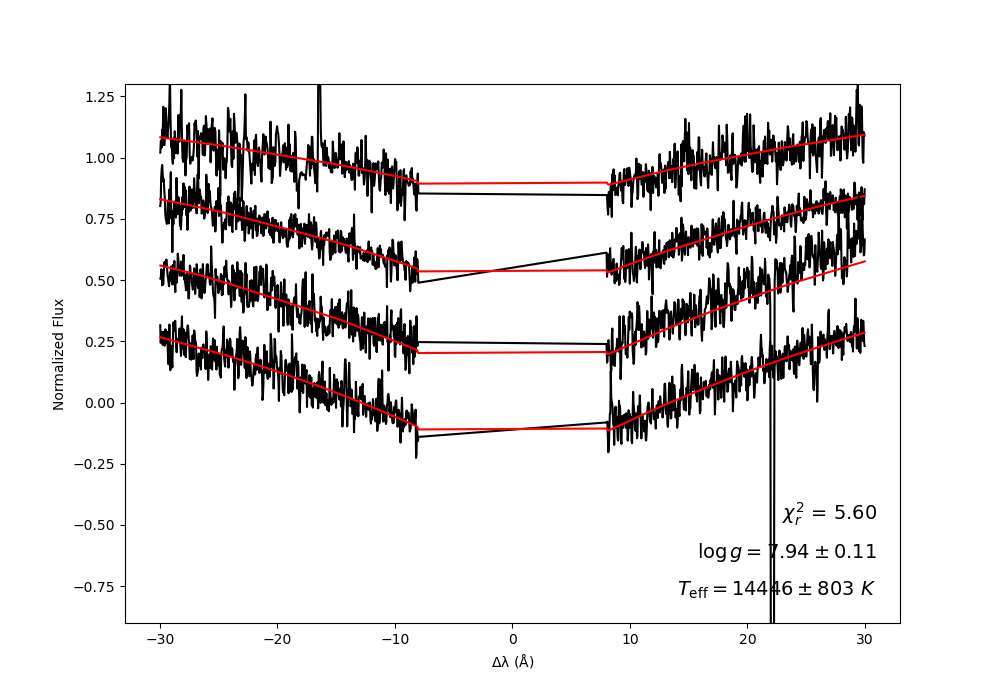 1.25
1.00
0.75
0.50
0.25
0.00
−0.25
−0.50
−0.75
Normalized Flux
χ_r^2 = 5.60
log g = 7.94 ± 0.11
T_eff = 14446 ± 803 K
−30 −20 −10 0 10 20 30
Δλ (Å)